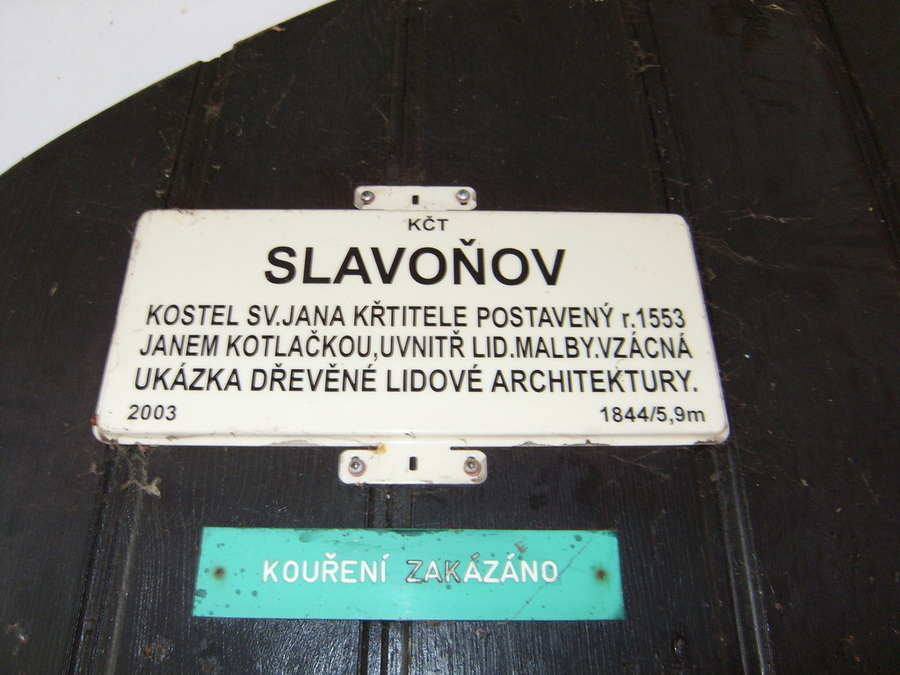 KČT
SLAVOŇOV
KOSTEL SV.JANA KŘTITELE POSTAVENÝ r.1553
JANEM KOTLAČKOU,UVNITŘ LID.MALBY.VZÁCNÁ
UKÁZKA DŘEVĚNÉ LIDOVÉ ARCHITEKTURY.
2003 1844/5,9m
KOUŘENÍ ZAKÁZÁNO